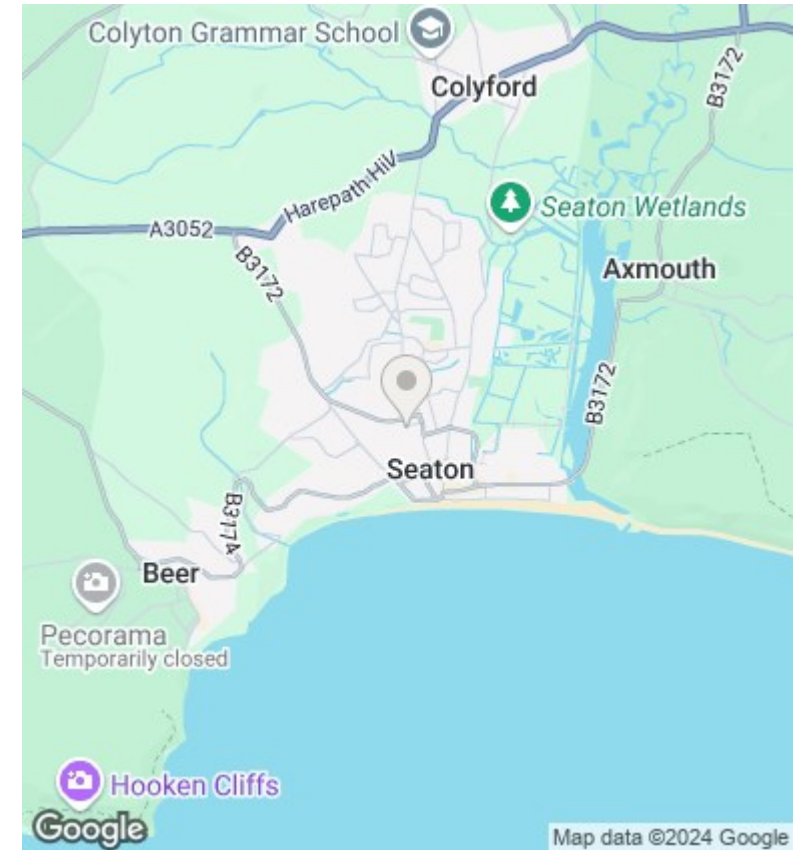 Colyton Grammar School
Colyford
B3172
Harepath Hil
Seaton Wetlands
A3052
B3172
Axmouth
B3172
Seaton
B3174
Beer
Pecorama
Temporarily closed
Hooken Cliffs
Google
Map data ©2024 Google